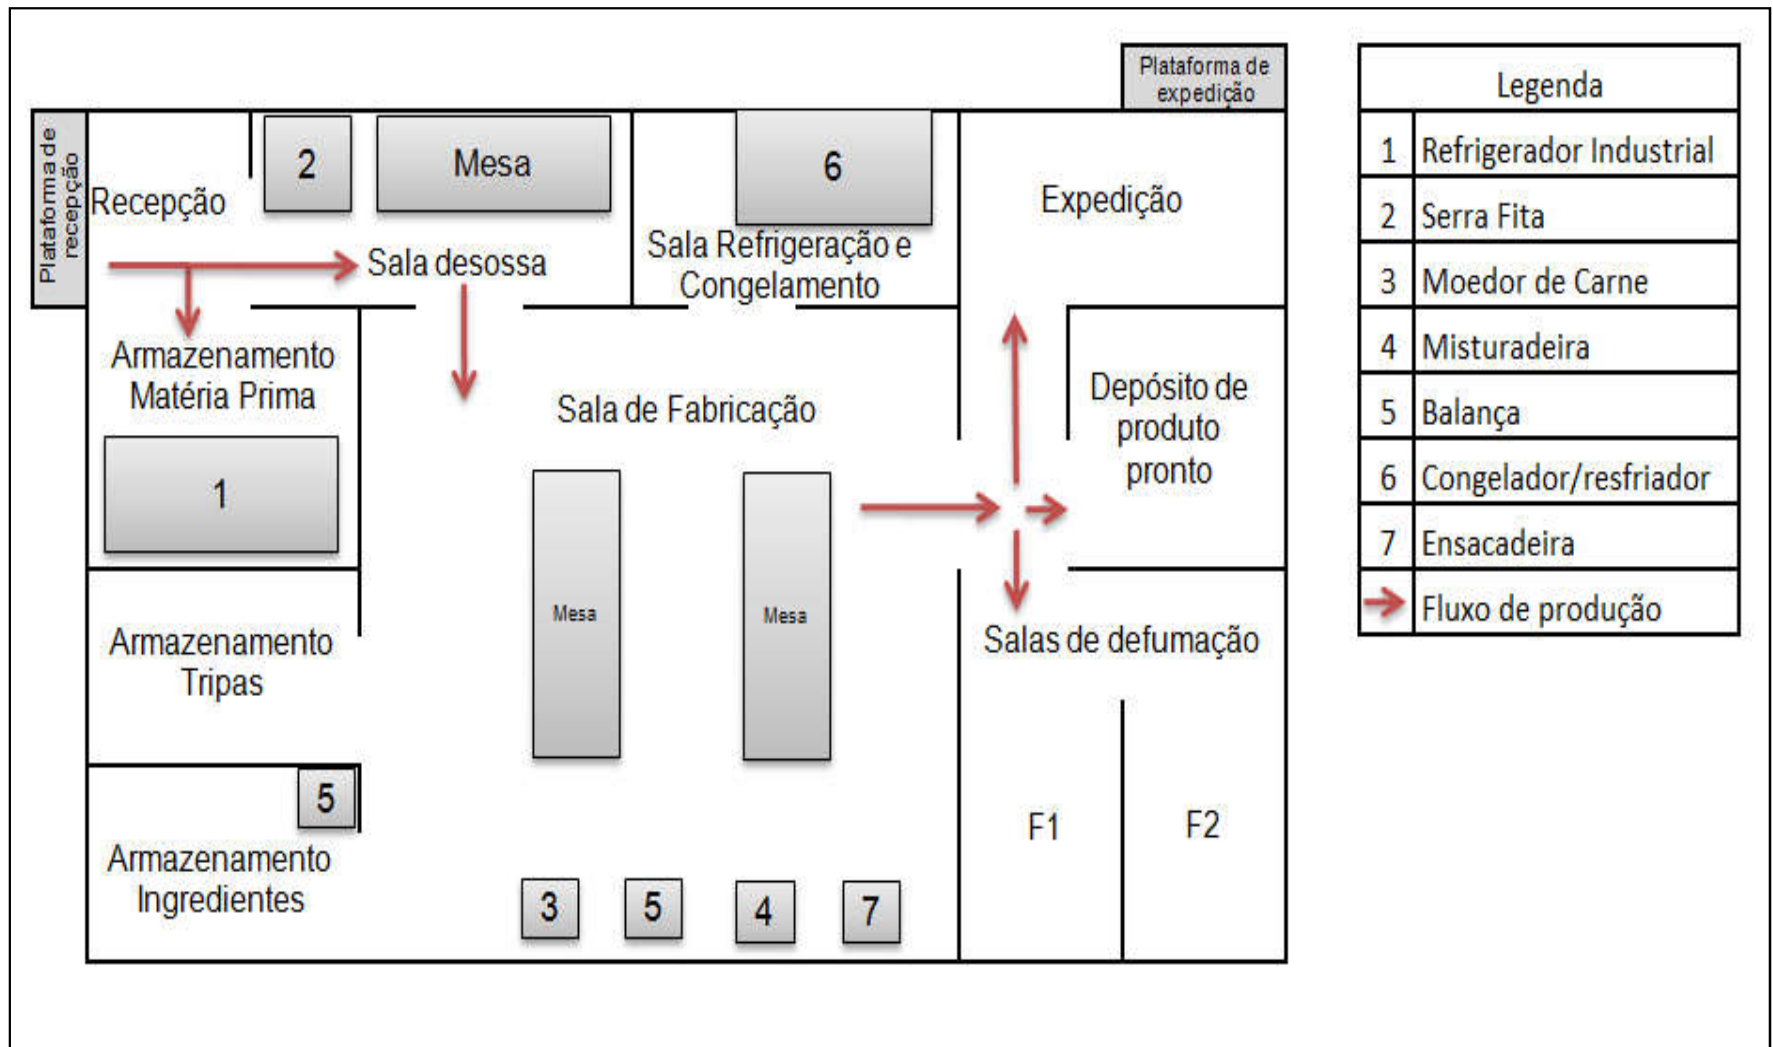 Plataforma de
expedição
Plataforma de
recepção
Recepção
2
Mesa
6
Expedição
Sala desossa
Sala Refrigeração e
Congelamento
Armazenamento
Matéria Prima
1
Sala de Fabricação
Depósito de
produto
pronto
Mesa
Mesa
Armazenamento
Tripas
Salas de defumação
5
Armazenamento
Ingredientes
3
5
4
7
F1
F2
Legenda
1 Refrigerador Industrial
2 Serra Fita
3 Moedor de Carne
4 Misturadeira
5 Balança
6 Congelador/resfriador
7 Ensacadeira
Fluxo de produção